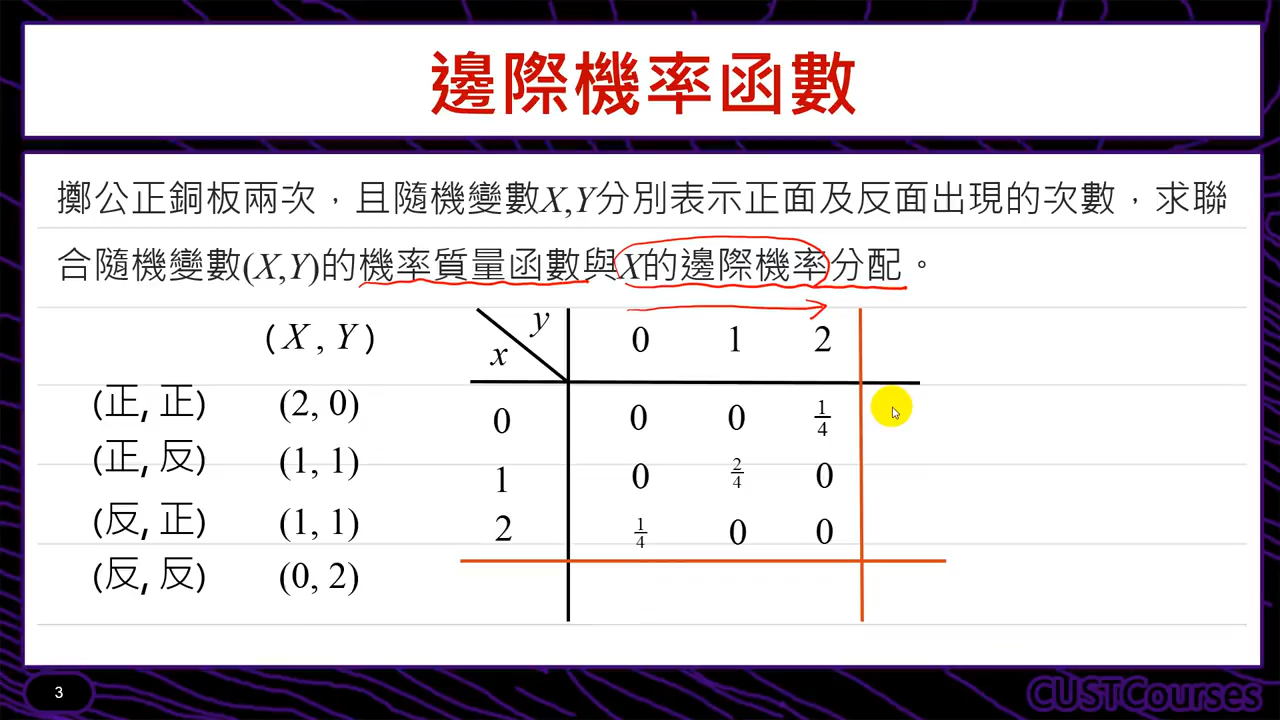 邊際機率函數
擲公正銅板兩次，且隨機變數X,Y分別表示正面及反面出現的次數，求聯
合隨機變數(X,Y)的機率質量函數與X的邊際機率分配。
(X,Y)
(正, 正) (2, 0)
(正, 反) (1, 1)
(反, 正) (1, 1)
(反, 反) (0, 2)
x y 0 1 2
0 0 0 1/4
1 0 2/4 0
2 1/4 0 0
3
CUSTCourses